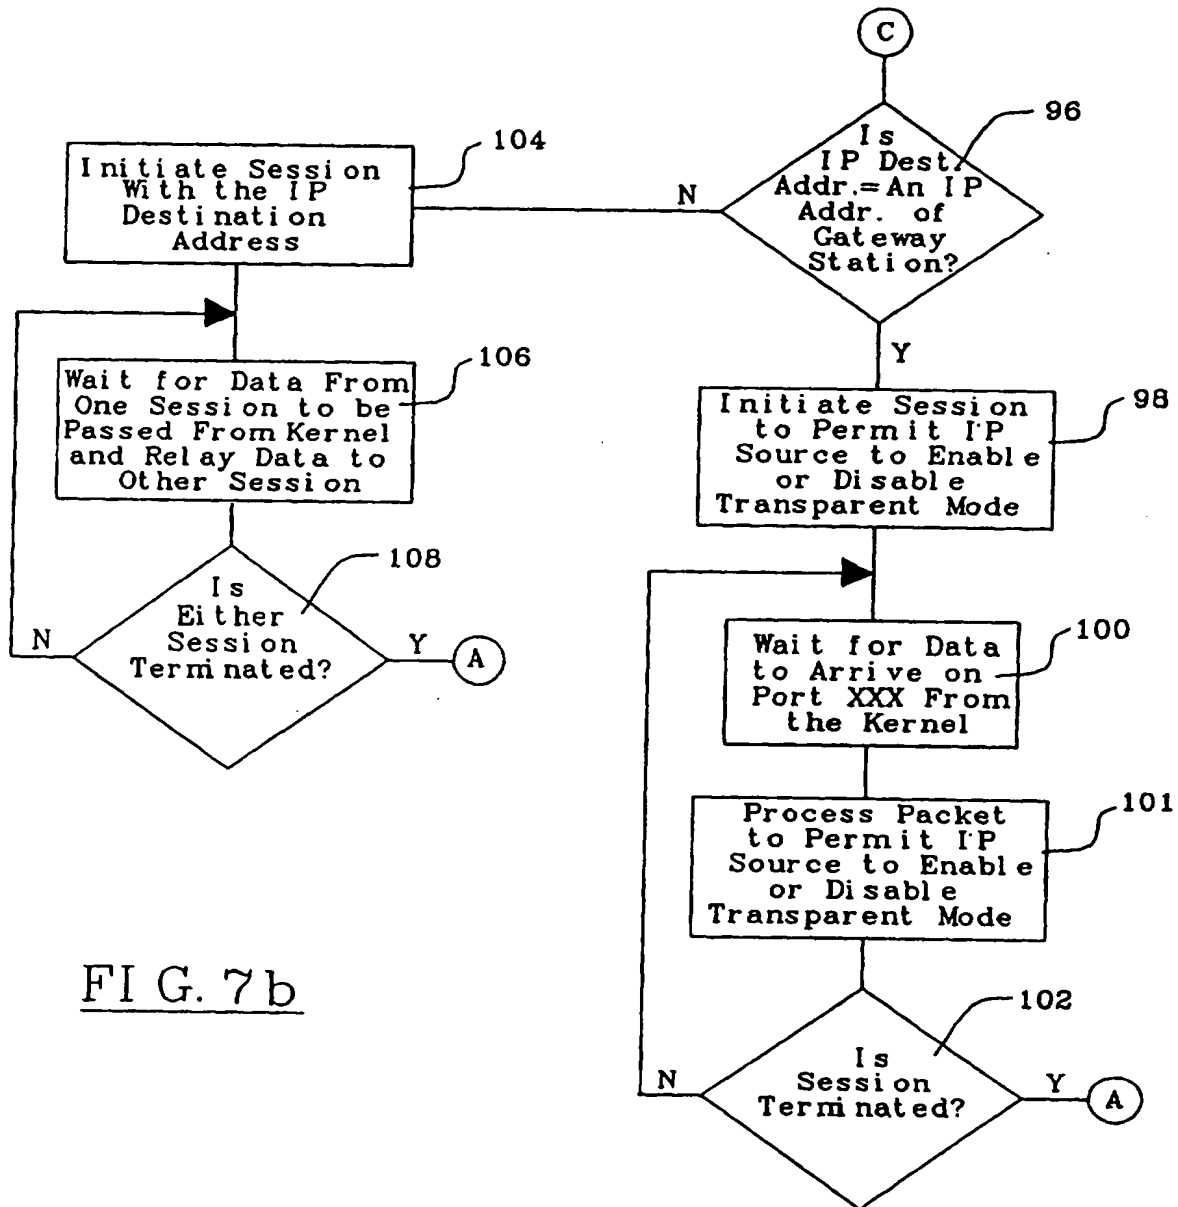 C
96
Is
IP Dest.
Addr.=An IP
Addr. of
Gateway
Station?
N
Y
104
Initiate Session
With the IP
Destination
Address
106
Wait for Data From
One Session to be
Passed From Kernel
and Relay Data to
Other Session
108
Is
Either
Session
Terminated?
N
Y
A
98
Initiate Session
to Permit IP
Source to Enable
or Disable
Transparent Mode
100
Wait for Data
to Arrive on
Port XXX From
the Kernel
101
Process Packet
to Permit IP
Source to Enable
or Disable
Transparent Mode
102
Is
Session
Terminated?
N
Y
A
FIG. 7b